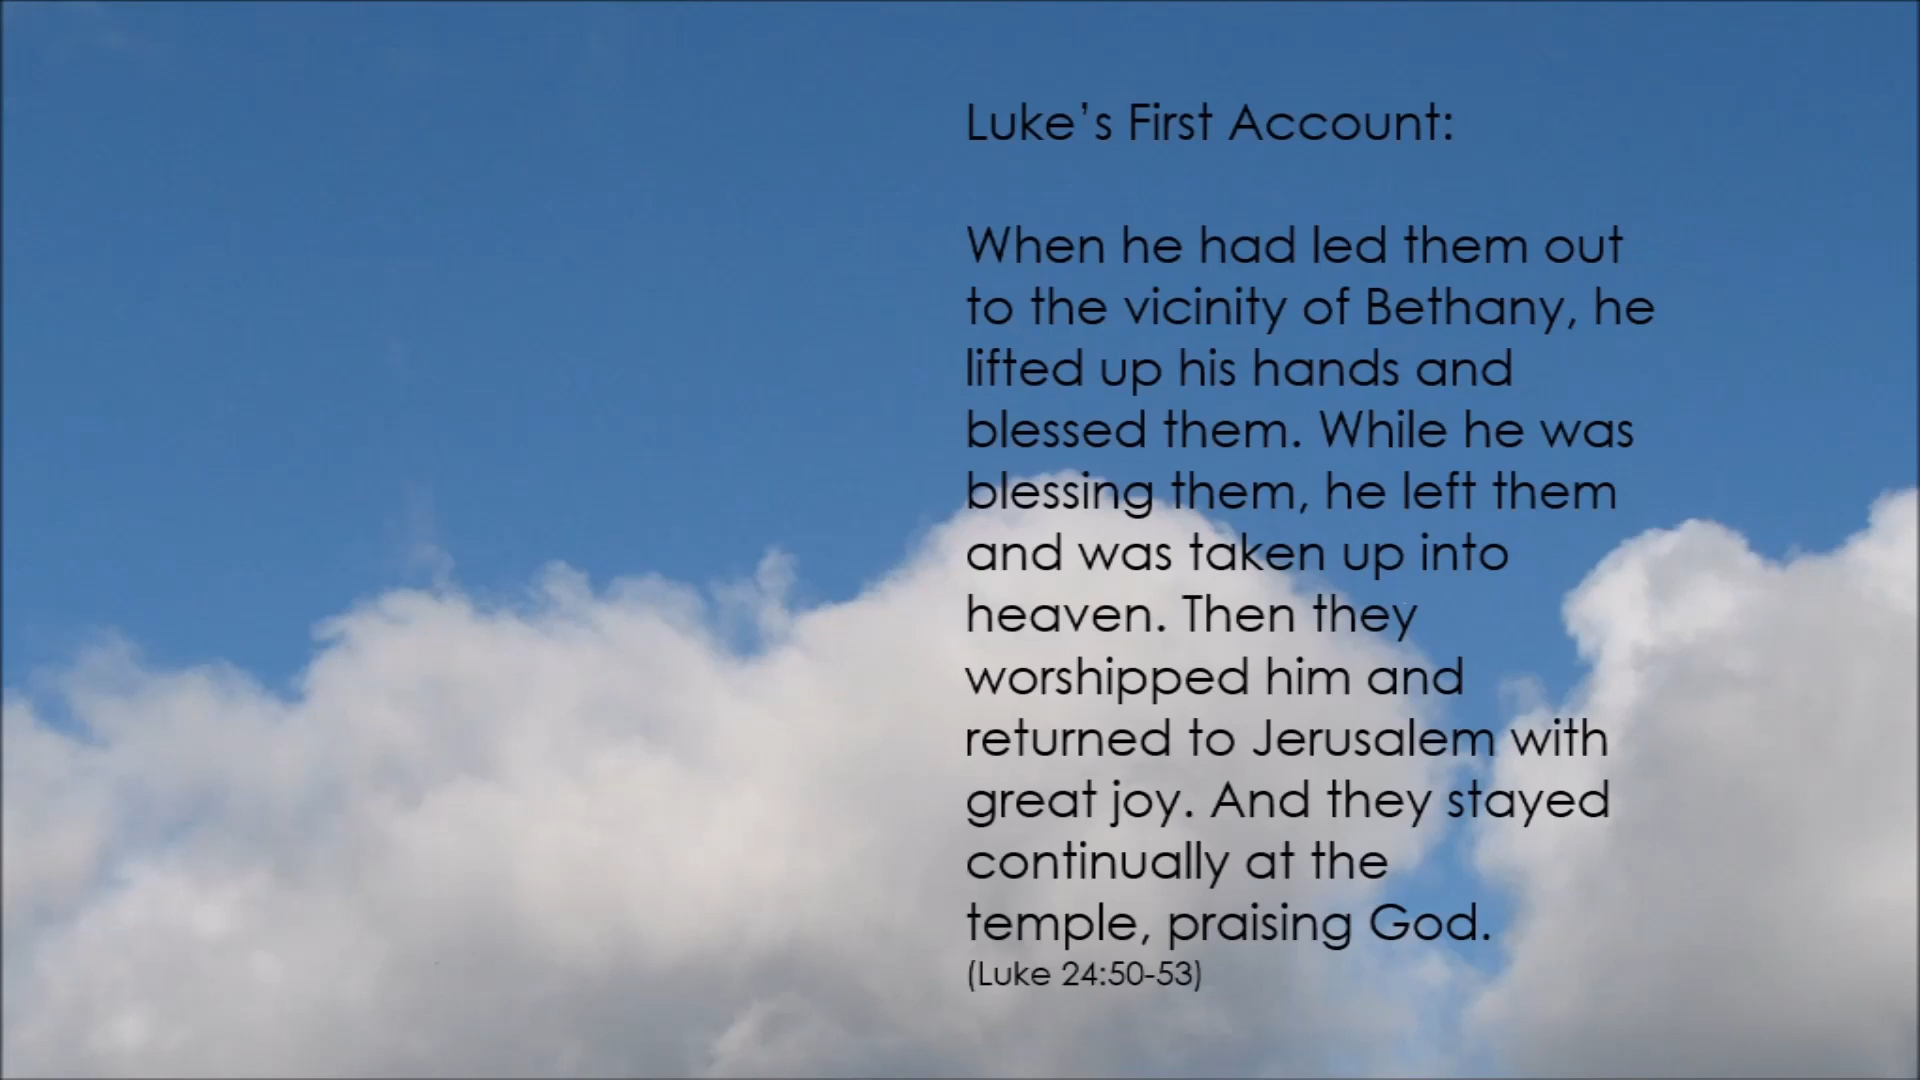 Luke’s First Account:
When he had led them out
to the vicinity of Bethany, he
lifted up his hands and
blessed them. While he was
blessing them, he left them
and was taken up into
heaven. Then they
worshipped him and
returned to Jerusalem with
great joy. And they stayed
continually at the
temple, praising God.
(Luke 24:50-53)